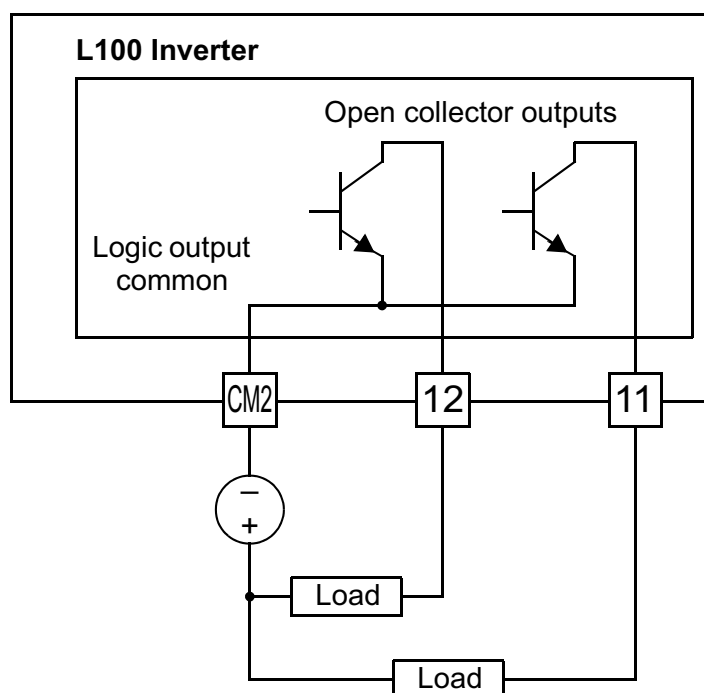 L100 Inverter
Open collector outputs
Logic output
common
CM2
12
11
–
+
Load
Load